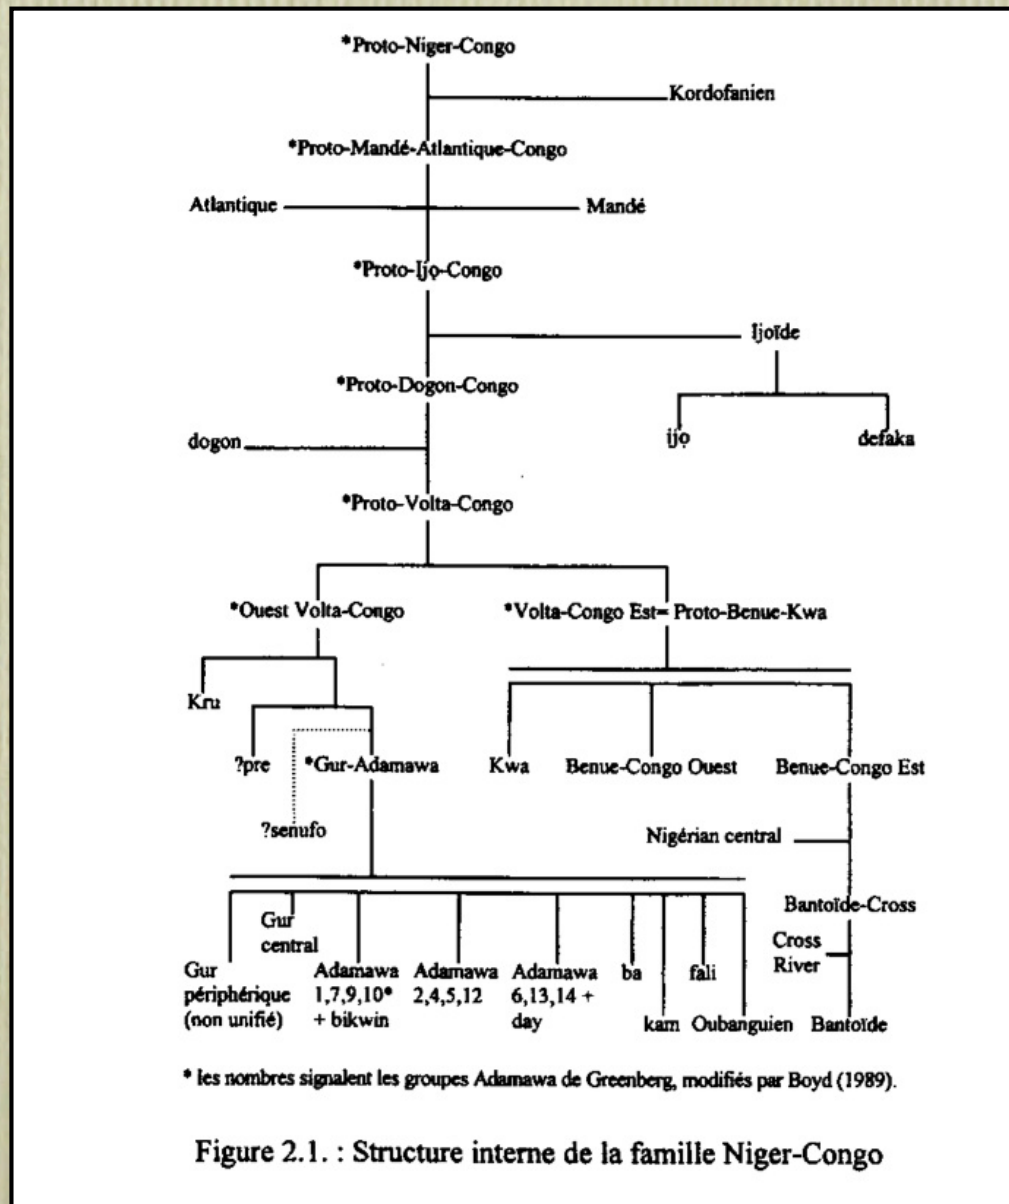 *Proto-Niger-Congo
Kordofanien
*Proto-Mandé-Atlantique-Congo
Atlantique
Mandé
*Proto-Ijọ-Congo
Ijoïde
*Proto-Dogon-Congo
ijọ
defaka
dogon
*Proto-Volta-Congo
*Ouest Volta-Congo
*Volta-Congo Est= Proto-Benue-Kwa
Kru
?pre
*Gur-Adamawa
Kwa
Benue-Congo Ouest
Benue-Congo Est
?senufo
Nigérian central
Bantoïde-Cross
Gur
central
Cross
River
Gur
périphérique
(non unifié)
Adamawa
1,7,9,10*
+ bikwin
Adamawa
2,4,5,12
Adamawa
6,13,14 +
day
ba
kam
fali
Oubanguien
Bantoïde
* les nombres signalent les groupes Adamawa de Greenberg, modifiés par Boyd (1989).
Figure 2.1. : Structure interne de la famille Niger-Congo